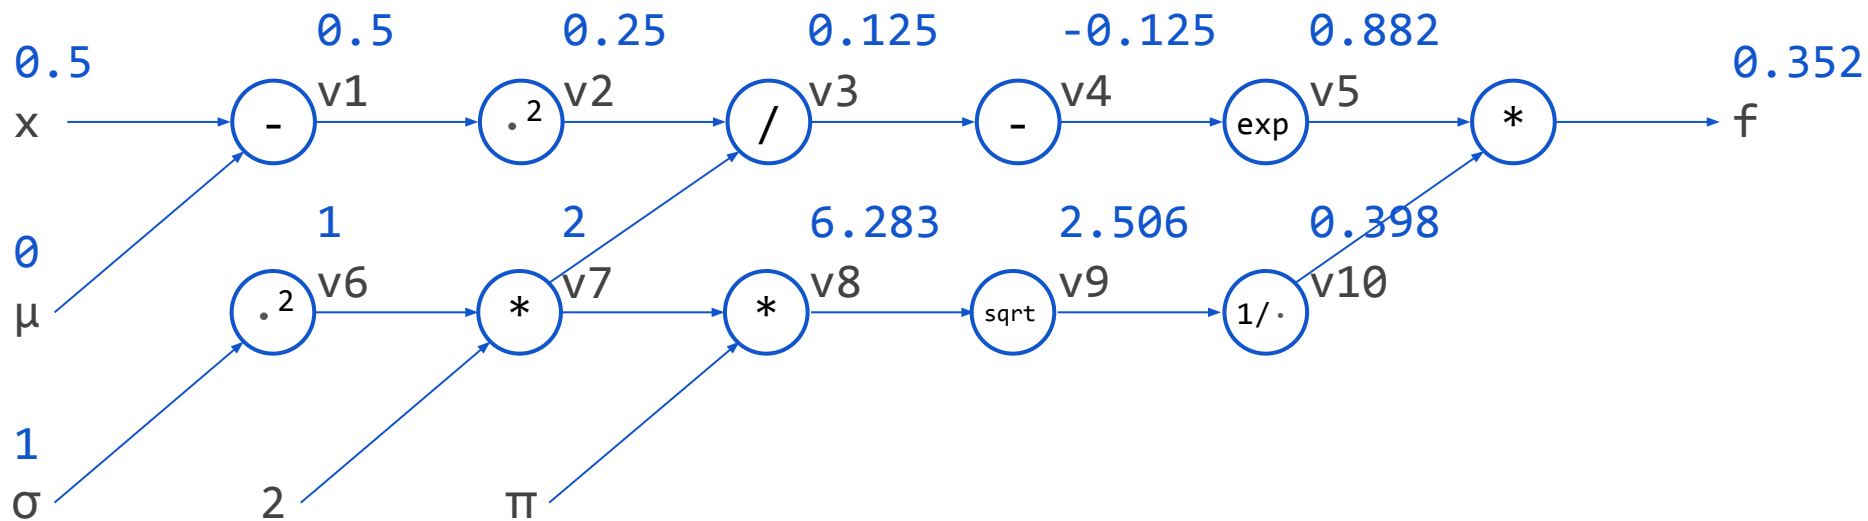 0.5 0.25 0.125 -0.125 0.882
0.5 0.352
v1 v2 v3 v4 v5
x - .² / - exp * f
1 2 6.283 2.506 0.398
0
v6 v7 v8 v9 v10
μ .² * * sqrt 1/·
1
σ 2 π